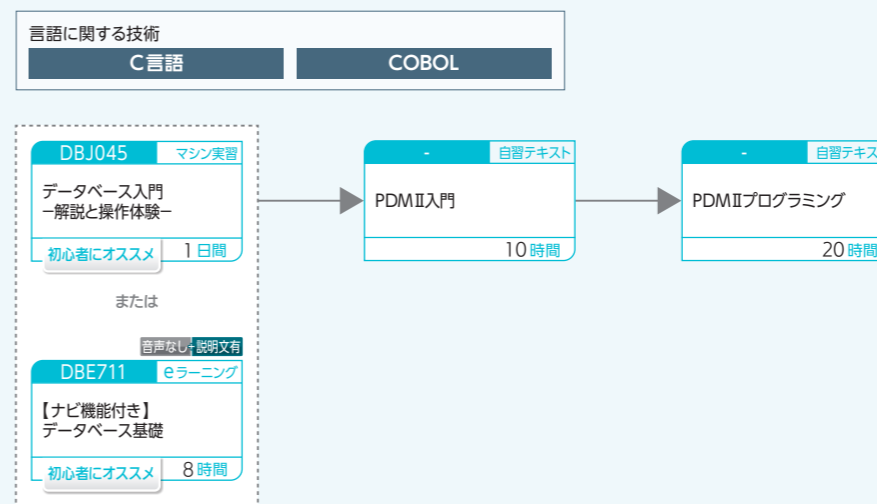 言語に関する技術
C言語
COBOL
DBJ045 マシン実習
データベース入門
−解説と操作体験−
初心者にオススメ 1日間
または
音声なし+説明文有
DBE711 eラーニング
【ナビ機能付き】
データベース基礎
初心者にオススメ 8時間
- 自習テキスト
PDMⅡ入門
10時間
- 自習テキス
PDMⅡプログラミング
20時間